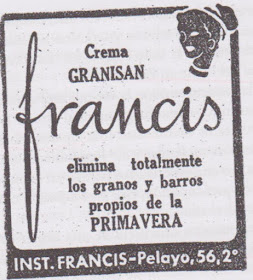 Crema
GRANISAN
francis
elimina totalmente
los granos y barros
propios de la
PRIMAVERA
INST. FRANCIS-Pelayo, 56, 2°